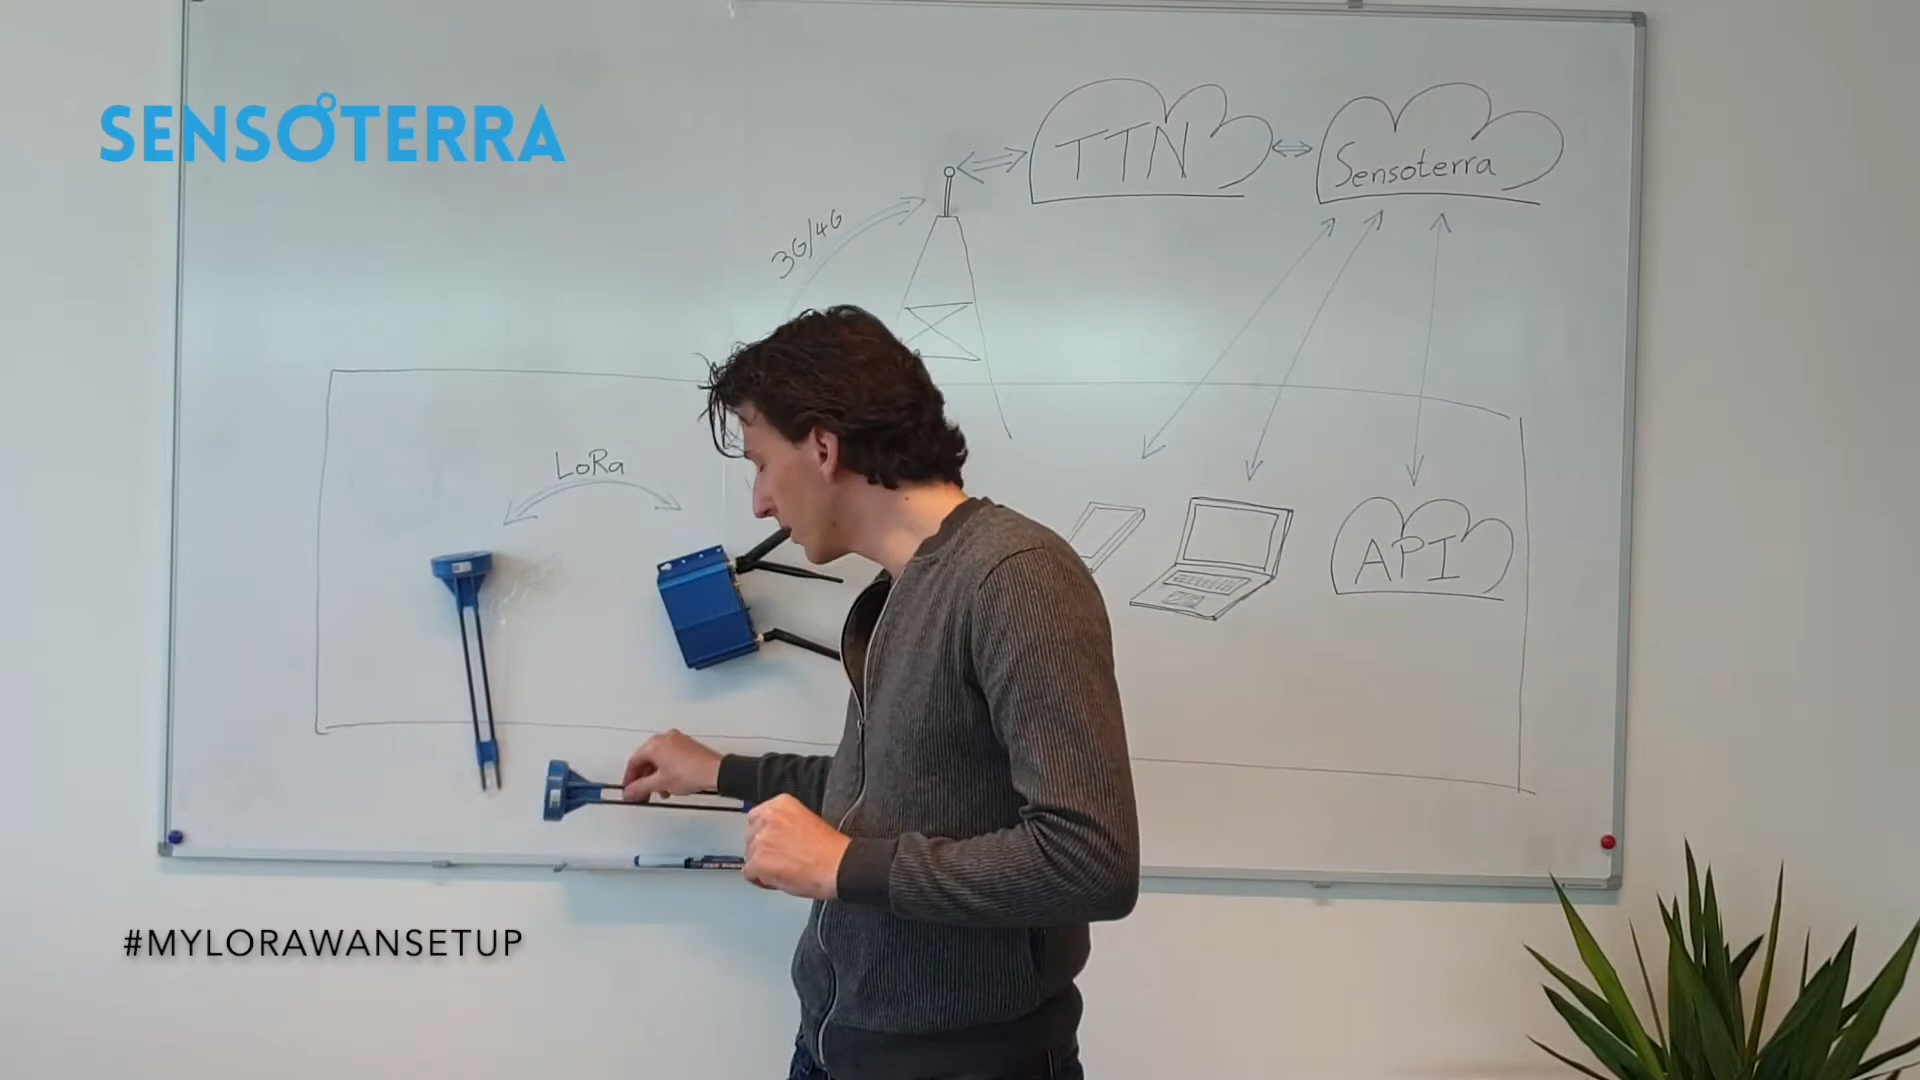 SENSOTERRA
TTN
Sensoterra
3G/4G
LoRa
API
#MYLORAWANSETUP